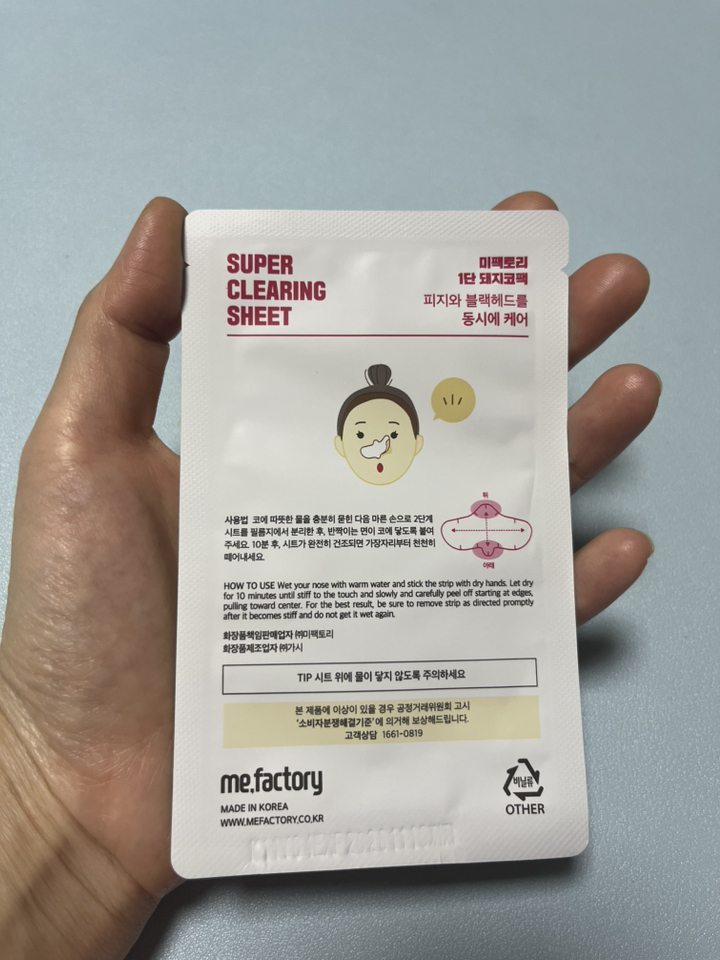 SUPER
CLEARING
SHEET
미팩토리
1단 돼지코팩
피지와 블랙헤드를
동시에 케어
사용법 코에 따뜻한 물을 충분히 묻힌 다음 마른 손으로 2단계
시트를 필름지에서 분리한 후, 반짝이는 면이 코에 닿도록 붙여
주세요. 10분 후, 시트가 완전히 건조되면 가장자리부터 천천히
떼어내세요.
위
아래
HOW TO USE Wet your nose with warm water and stick the strip with dry hands. Let dry
for 10 minutes until stiff to the touch and slowly and carefully peel off starting at edges,
pulling toward center. For the best result, be sure to remove strip as directed promptly
after it becomes stiff and do not get it wet again.
화장품책임판매업자 ㈜미팩토리
화장품제조업자 ㈜가시
TIP 시트 위에 물이 닿지 않도록 주의하세요
본 제품에 이상이 있을 경우 공정거래위원회 고시
'소비자분쟁해결기준'에 의거해 보상해드립니다.
고객상담 1661-0819
me.factory
MADE IN KOREA
WWW.MEFACTORY.CO.KR
비닐류
OTHER